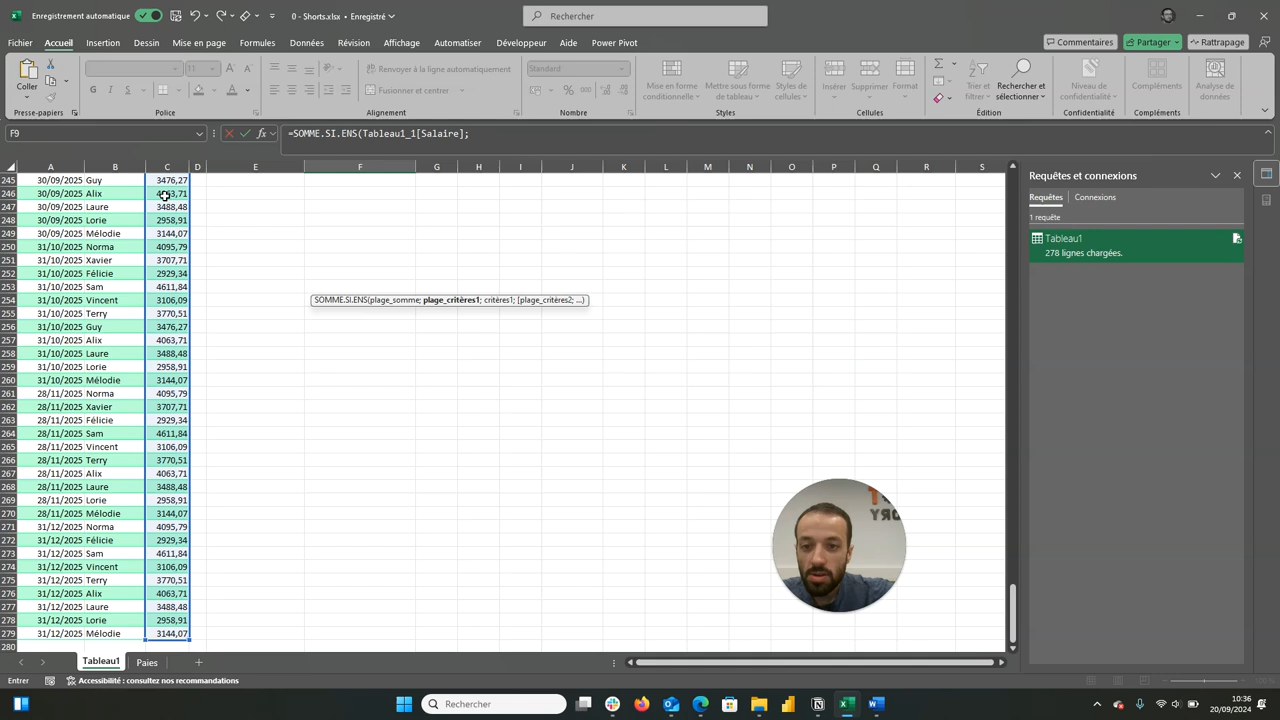 Enregistrement automatique
0 - Shorts.xlsx • Enregistré
Rechercher
Fichier Accueil Insertion Dessin Mise en page Formules Données Révision Affichage Automatiser Développeur Aide Power Pivot
Commentaires Partager Rattrapage
Coller
Presse-papiers
11
G I S
Police
Renvoyer à la ligne automatiquement
Fusionner et centrer
Alignement
Standard
Nombre
Mise en forme conditionnelle
Mettre sous forme de tableau
Styles de cellules
Styles
Insérer Supprimer Format
Cellules
Trier et filtrer
Rechercher et sélectionner
Édition
Confidentialité
Confidentialité
Compléments
Compléments
Analyse de données
F9 fx =SOMME.SI.ENS(Tableau1_1[Salaire];
A B C D E F G H I J K L M N O P Q R S
245 30/09/2025 Guy 3476,27
246 30/09/2025 Alix
247 30/09/2025 Laure 3488,48
248 30/09/2025 Lorie 2958,91
249 30/09/2025 Mélodie 3144,07
250 31/10/2025 Norma 4095,79
251 31/10/2025 Xavier 3707,71
252 31/10/2025 Félicie 2929,34
253 31/10/2025 Sam 4611,84
254 31/10/2025 Vincent 3106,09
255 31/10/2025 Terry 3770,51
256 31/10/2025 Guy 3476,27
257 31/10/2025 Alix 4063,71
258 31/10/2025 Laure 3488,48
259 31/10/2025 Lorie 2958,91
260 31/10/2025 Mélodie 3144,07
261 28/11/2025 Norma 4095,79
262 28/11/2025 Xavier 3707,71
263 28/11/2025 Félicie 2929,34
264 28/11/2025 Sam 4611,84
265 28/11/2025 Vincent 3106,09
266 28/11/2025 Terry 3770,51
267 28/11/2025 Alix 4063,71
268 28/11/2025 Laure 3488,48
269 28/11/2025 Lorie 2958,91
270 28/11/2025 Mélodie 3144,07
271 31/12/2025 Norma 4095,79
272 31/12/2025 Félicie 2929,34
273 31/12/2025 Sam 4611,84
274 31/12/2025 Vincent 3106,09
275 31/12/2025 Terry 3770,51
276 31/12/2025 Alix 4063,71
277 31/12/2025 Laure 3488,48
278 31/12/2025 Lorie 2958,91
279 31/12/2025 Mélodie 3144,07
280
SOMME.SI.ENS(plage_somme; plage_critères1; critères1; [plage_critères2; ...)
Requêtes et connexions
Requêtes Connexions
1 requête
Tableau1
278 lignes chargées.
Tableau1 Paies
Entrer Accessibilité : consultez nos recommandations
Rechercher
10:36
20/09/2024